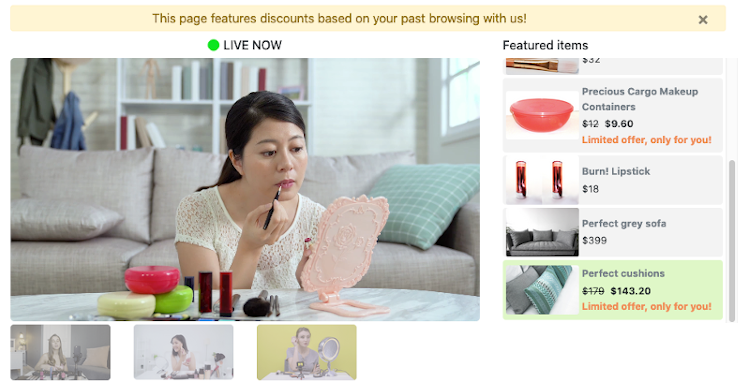 This page features discounts based on your past browsing with us!
×
LIVE NOW
Featured items
$32
Precious Cargo Makeup
Containers
$12 $9.60
Limited offer, only for you!
Burn! Lipstick
$18
Perfect grey sofa
$399
Perfect cushions
$179 $143.20
Limited offer, only for you!